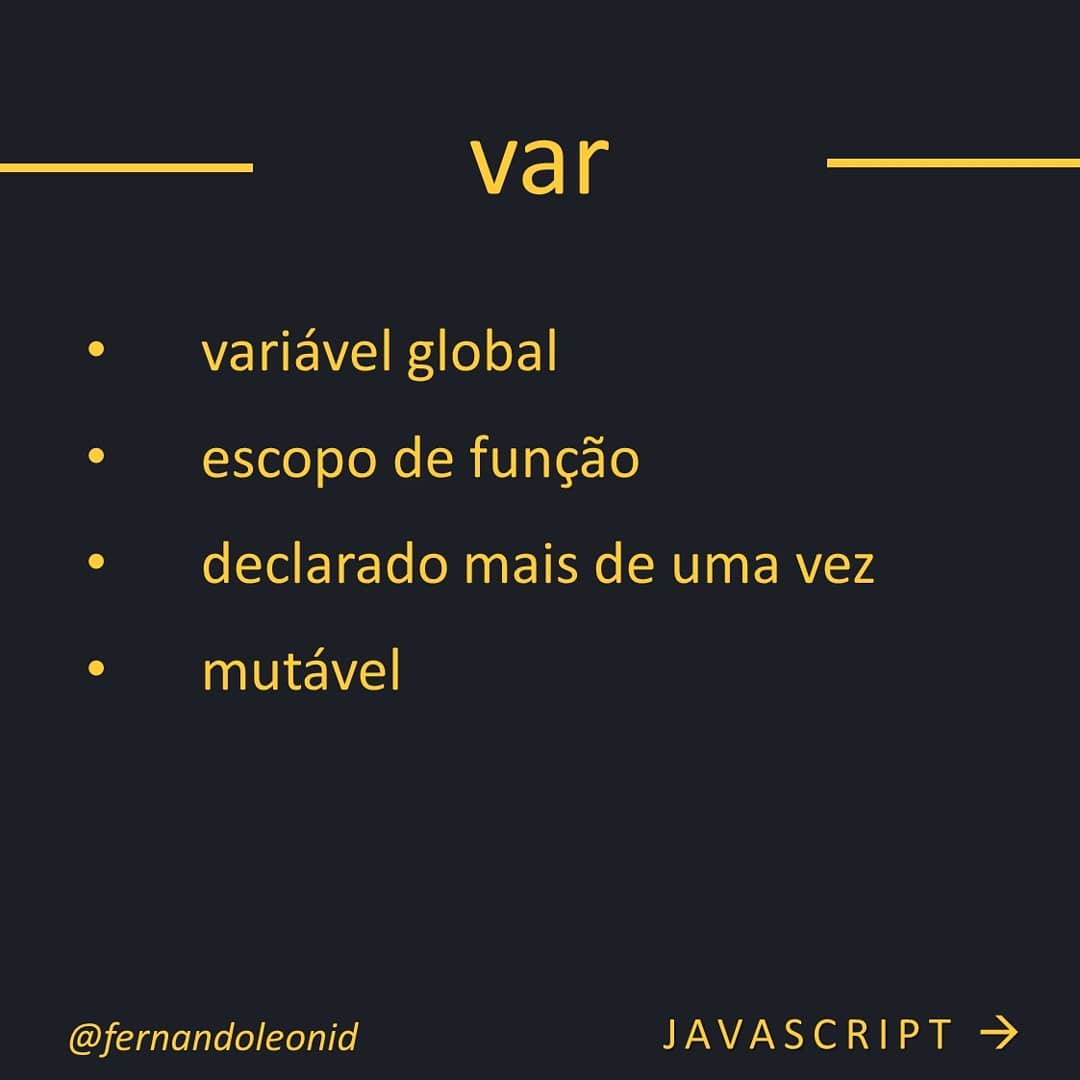 var
• variável global
• escopo de função
• declarado mais de uma vez
• mutável
@fernandoleonid
JAVASCRIPT →